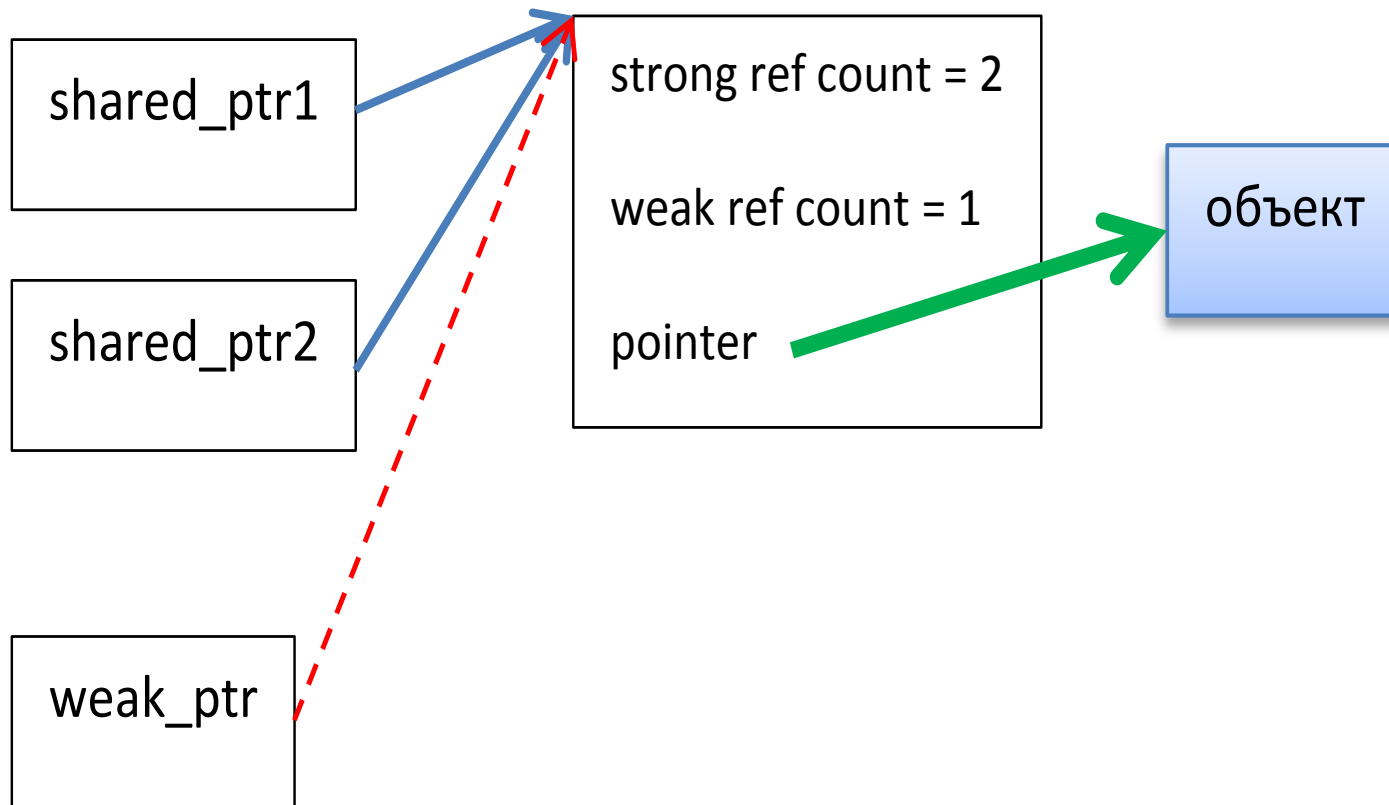 shared_ptr1
shared_ptr2
weak_ptr
strong ref count = 2
weak ref count = 1
pointer
объект